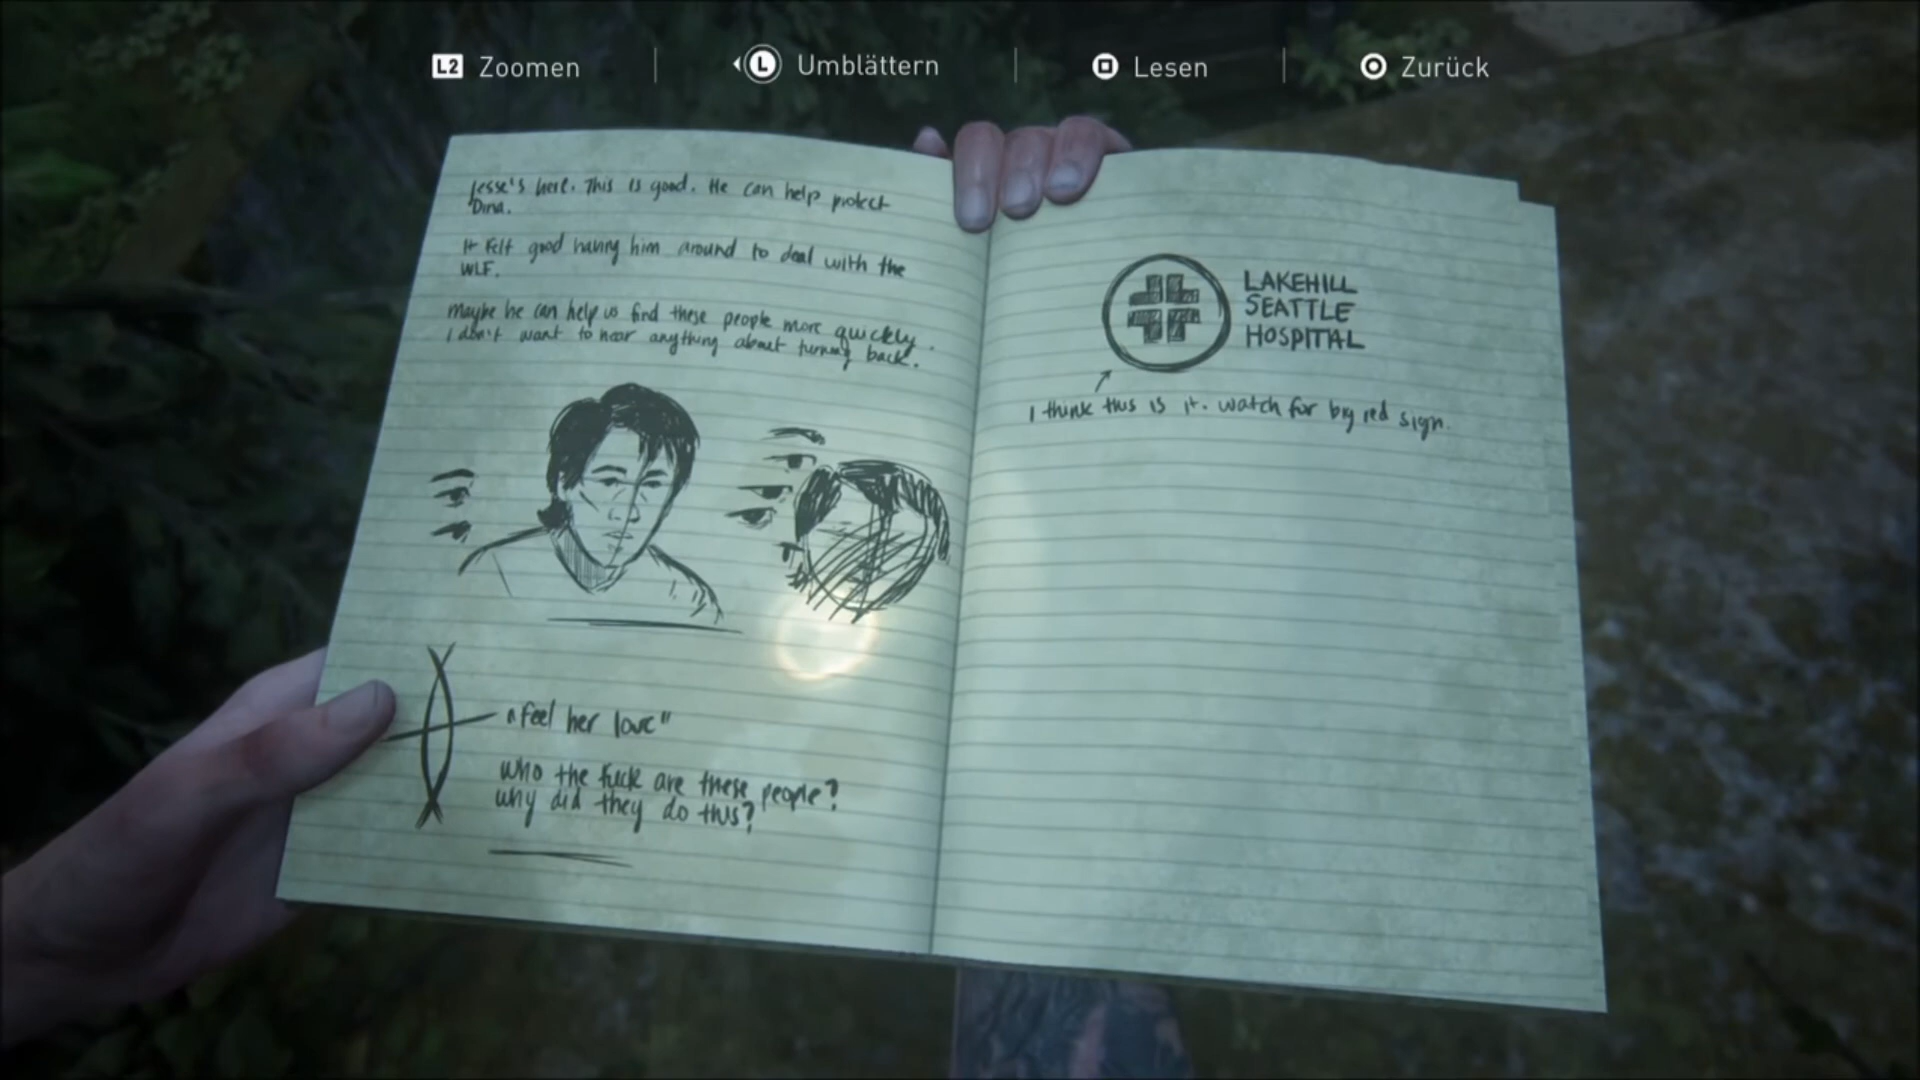 L2 Zoomen
L Umblättern
Lesen
Zurück
Jesse's here. This is good. He can help protect
Dina.
It felt good having him around to deal with the
WLF.
Maybe he can help us find these people more quickly.
I don't want to hear anything about turning back.
"feel her love"
Who the fuck are these people?
why did they do this?
LAKEHILL
SEATTLE
HOSPITAL
I think this is it. watch for big red sign.